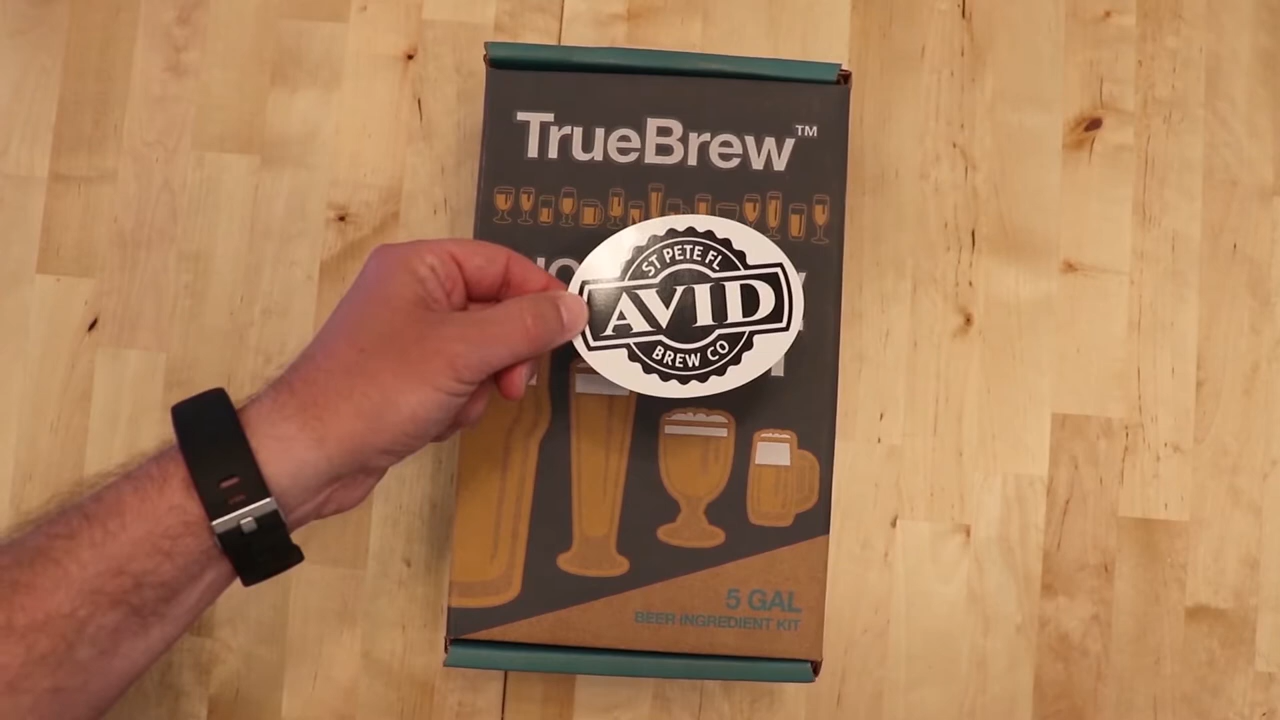 TrueBrew™
ST PETE FL
AVID
BREW CO
5 GAL
BEER INGREDIENT KIT